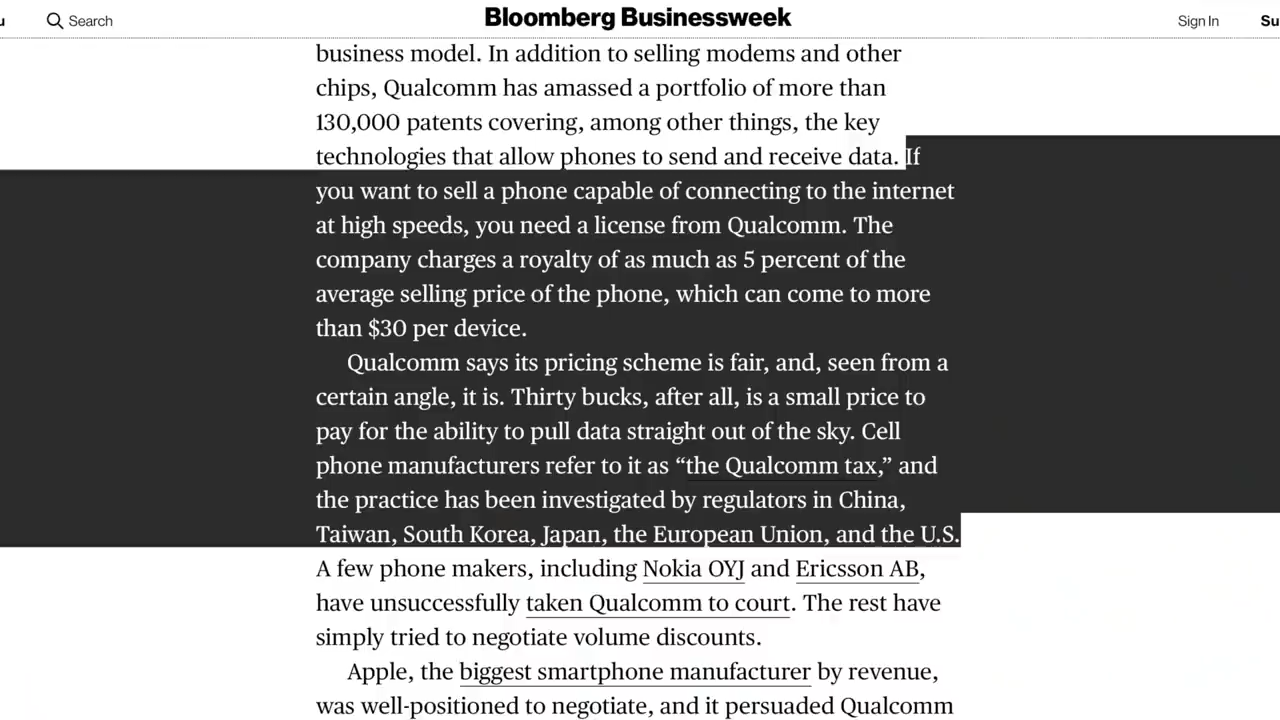 u Search Bloomberg Businessweek Sign In Su
business model. In addition to selling modems and other
chips, Qualcomm has amassed a portfolio of more than
130,000 patents covering, among other things, the key
technologies that allow phones to send and receive data. If
you want to sell a phone capable of connecting to the internet
at high speeds, you need a license from Qualcomm. The
company charges a royalty of as much as 5 percent of the
average selling price of the phone, which can come to more
than $30 per device.
Qualcomm says its pricing scheme is fair, and, seen from a
certain angle, it is. Thirty bucks, after all, is a small price to
pay for the ability to pull data straight out of the sky. Cell
phone manufacturers refer to it as “the Qualcomm tax,” and
the practice has been investigated by regulators in China,
Taiwan, South Korea, Japan, the European Union, and the U.S.
A few phone makers, including Nokia OYJ and Ericsson AB,
have unsuccessfully taken Qualcomm to court. The rest have
simply tried to negotiate volume discounts.
Apple, the biggest smartphone manufacturer by revenue,
was well-positioned to negotiate, and it persuaded Qualcomm